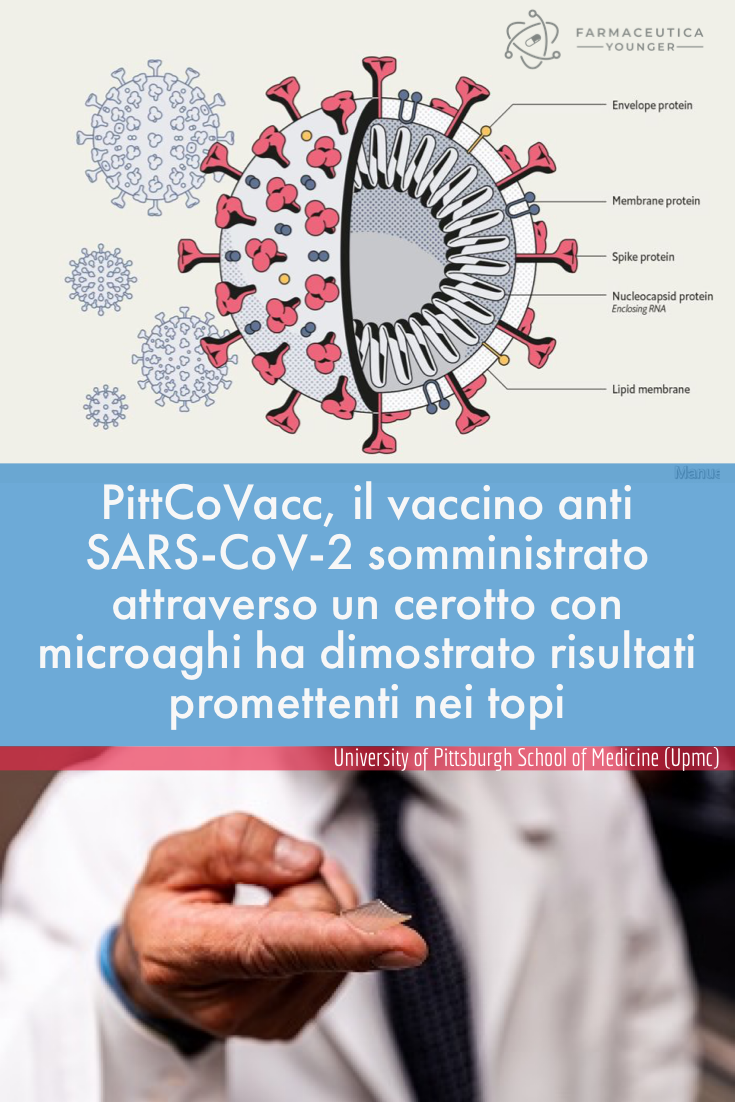 FARMACEUTICA
YOUNGER
Envelope protein
Membrane protein
Spike protein
Nucleocapsid protein
Enclosing RNA
Lipid membrane
PittCoVacc, il vaccino anti
SARS-CoV-2 somministrato
attraverso un cerotto con
microaghi ha dimostrato risultati
promettenti nei topi
University of Pittsburgh School of Medicine (Upmc)